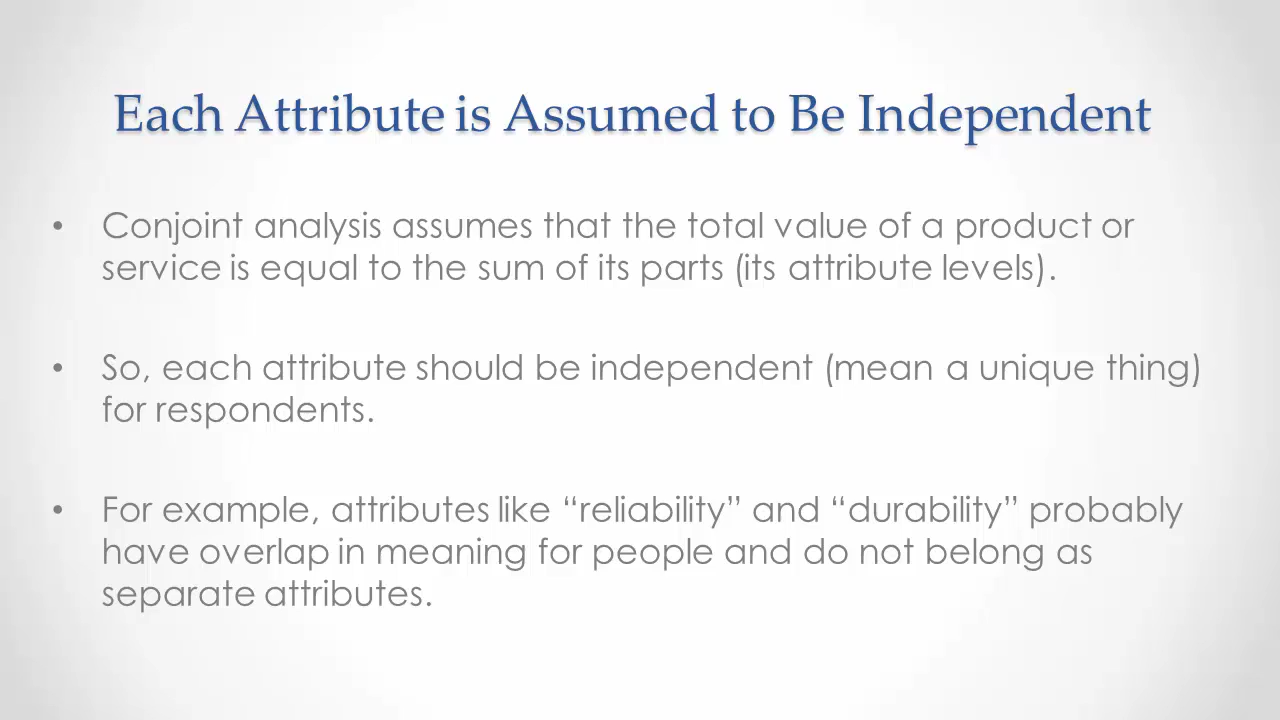 Each Attribute is Assumed to Be Independent
• Conjoint analysis assumes that the total value of a product or
service is equal to the sum of its parts (its attribute levels).
• So, each attribute should be independent (mean a unique thing)
for respondents.
• For example, attributes like “reliability” and “durability” probably
have overlap in meaning for people and do not belong as
separate attributes.